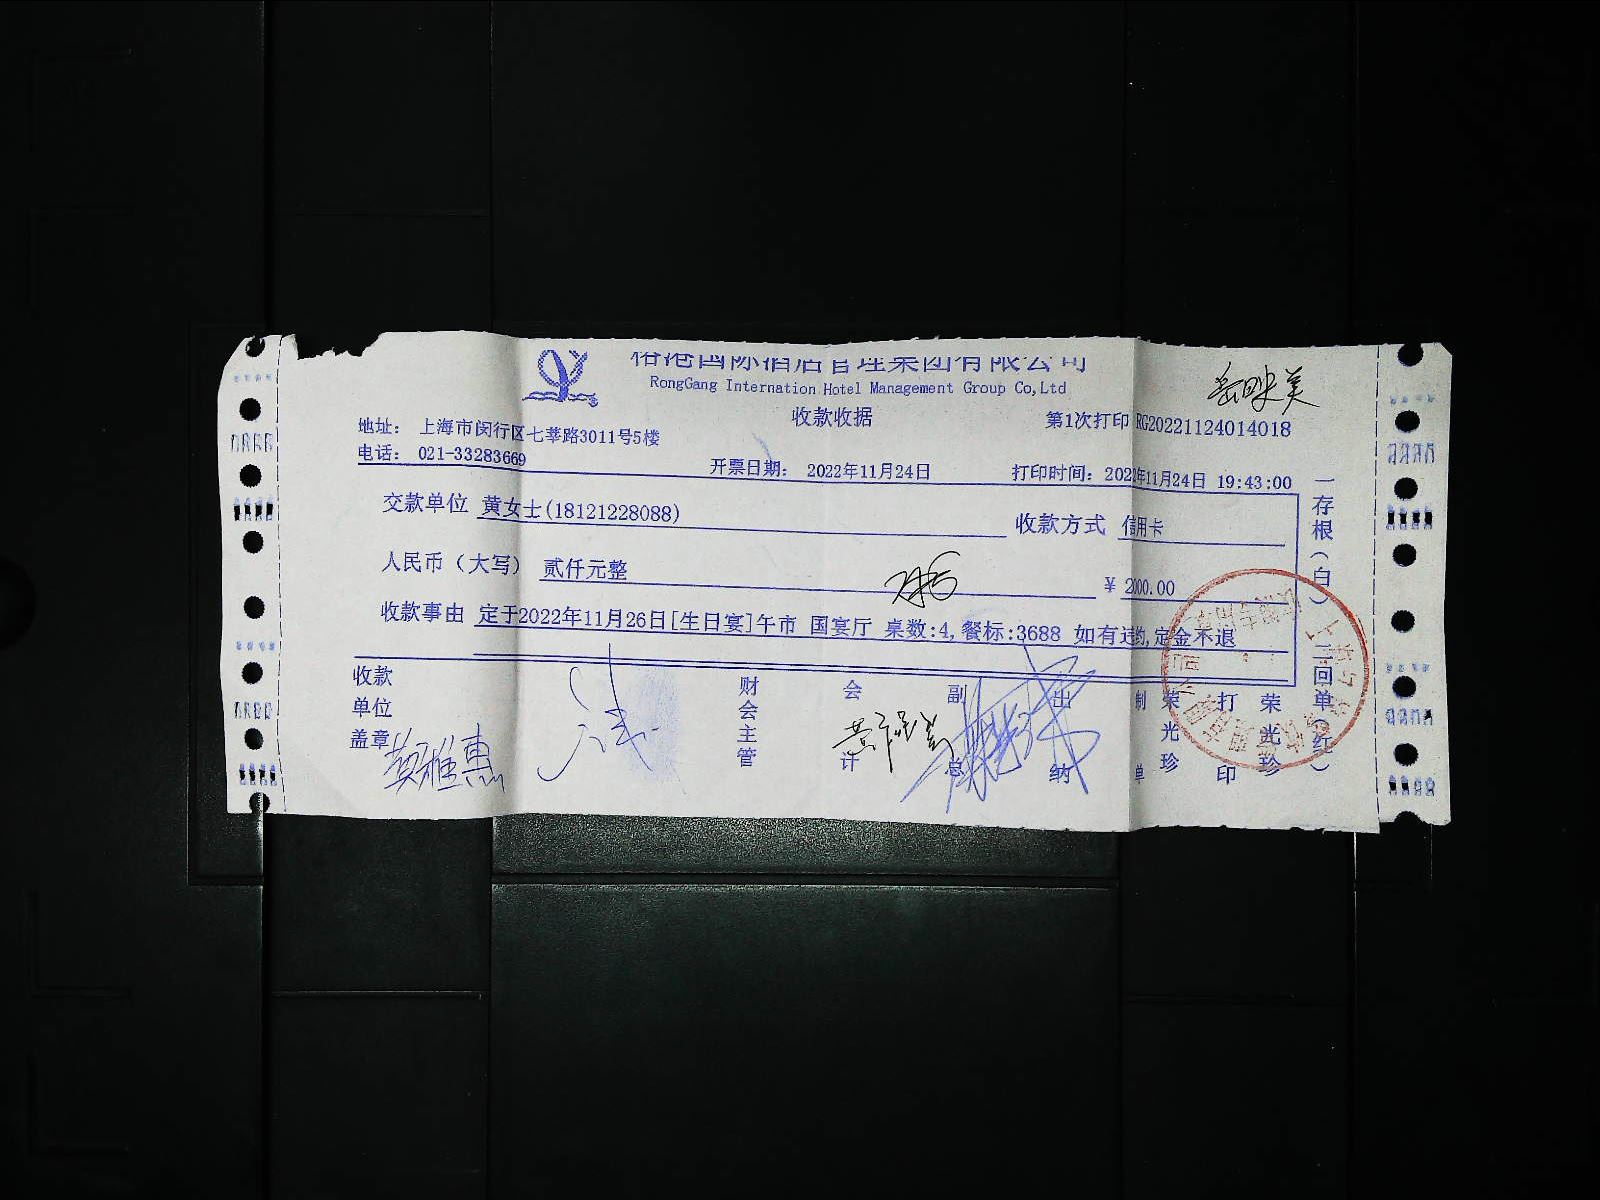 榕港国际酒店管理集团有限公司
RongGang Internation Hotel Management Group Co,Ltd
收款收据
第1次打印 RG20221124014018
地址： 上海市闵行区七莘路3011号5楼
电话： 021-33283669
开票日期： 2022年11月24日
打印时间：2022年11月24日 19:43:00
交款单位 黄女士(18121228088)
收款方式 信用卡
人民币（大写） 贰仟元整
￥ 2000.00
收款事由 定于2022年11月26日[生日宴]午市 国宴厅 桌数:4,餐标:3688 如有违约,定金不退
一存根(白) 二回单(红)
收款单位盖章
财会主管
会计
副总
出纳
制单
荣光珍
打印
荣光珍